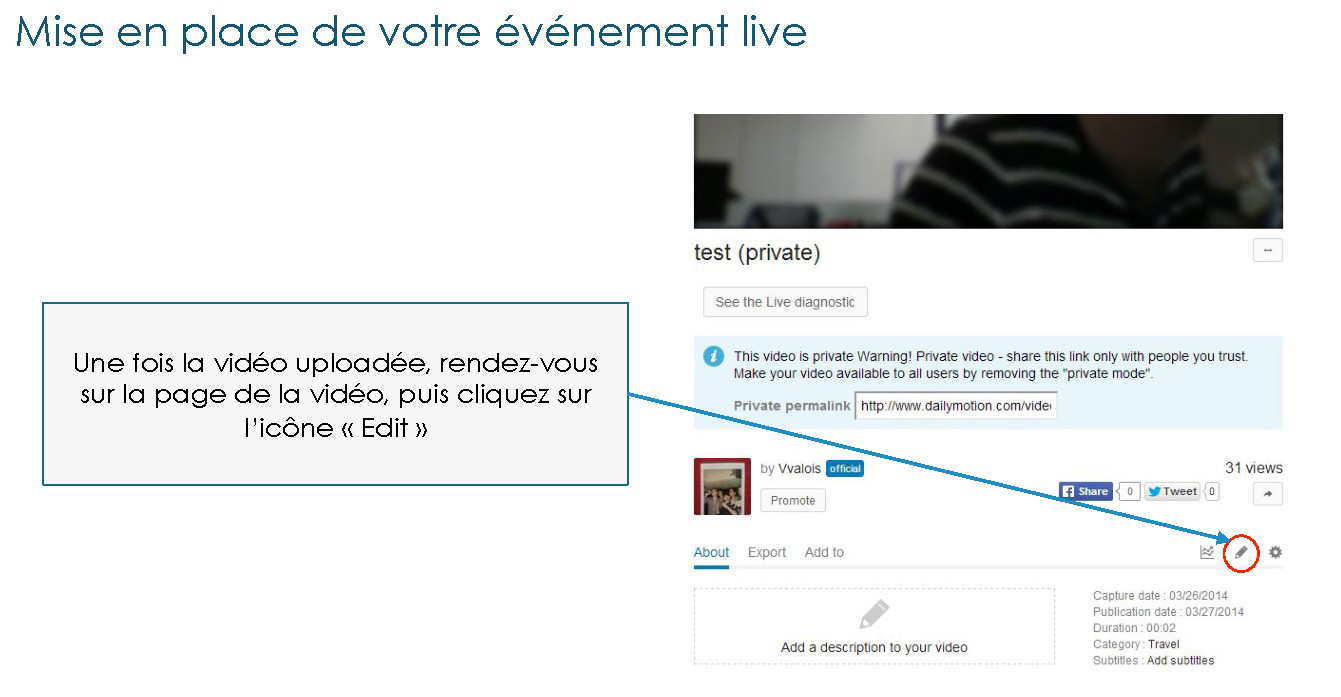 Mise en place de votre événement live
Une fois la vidéo uploadée, rendez-vous
sur la page de la vidéo, puis cliquez sur
l'icône « Edit »
test (private)
See the Live diagnostic
This video is private Warning! Private video - share this link only with people you trust.
Make your video available to all users by removing the "private mode".
Private permalink http://www.dailymotion.com/vide
by Vvalois official
31 views
Promote
Share 0 Tweet 0
About Export Add to
Add a description to your video
Capture date : 03/26/2014
Publication date : 03/27/2014
Duration : 00:02
Category : Travel
Subtitles : Add subtitles